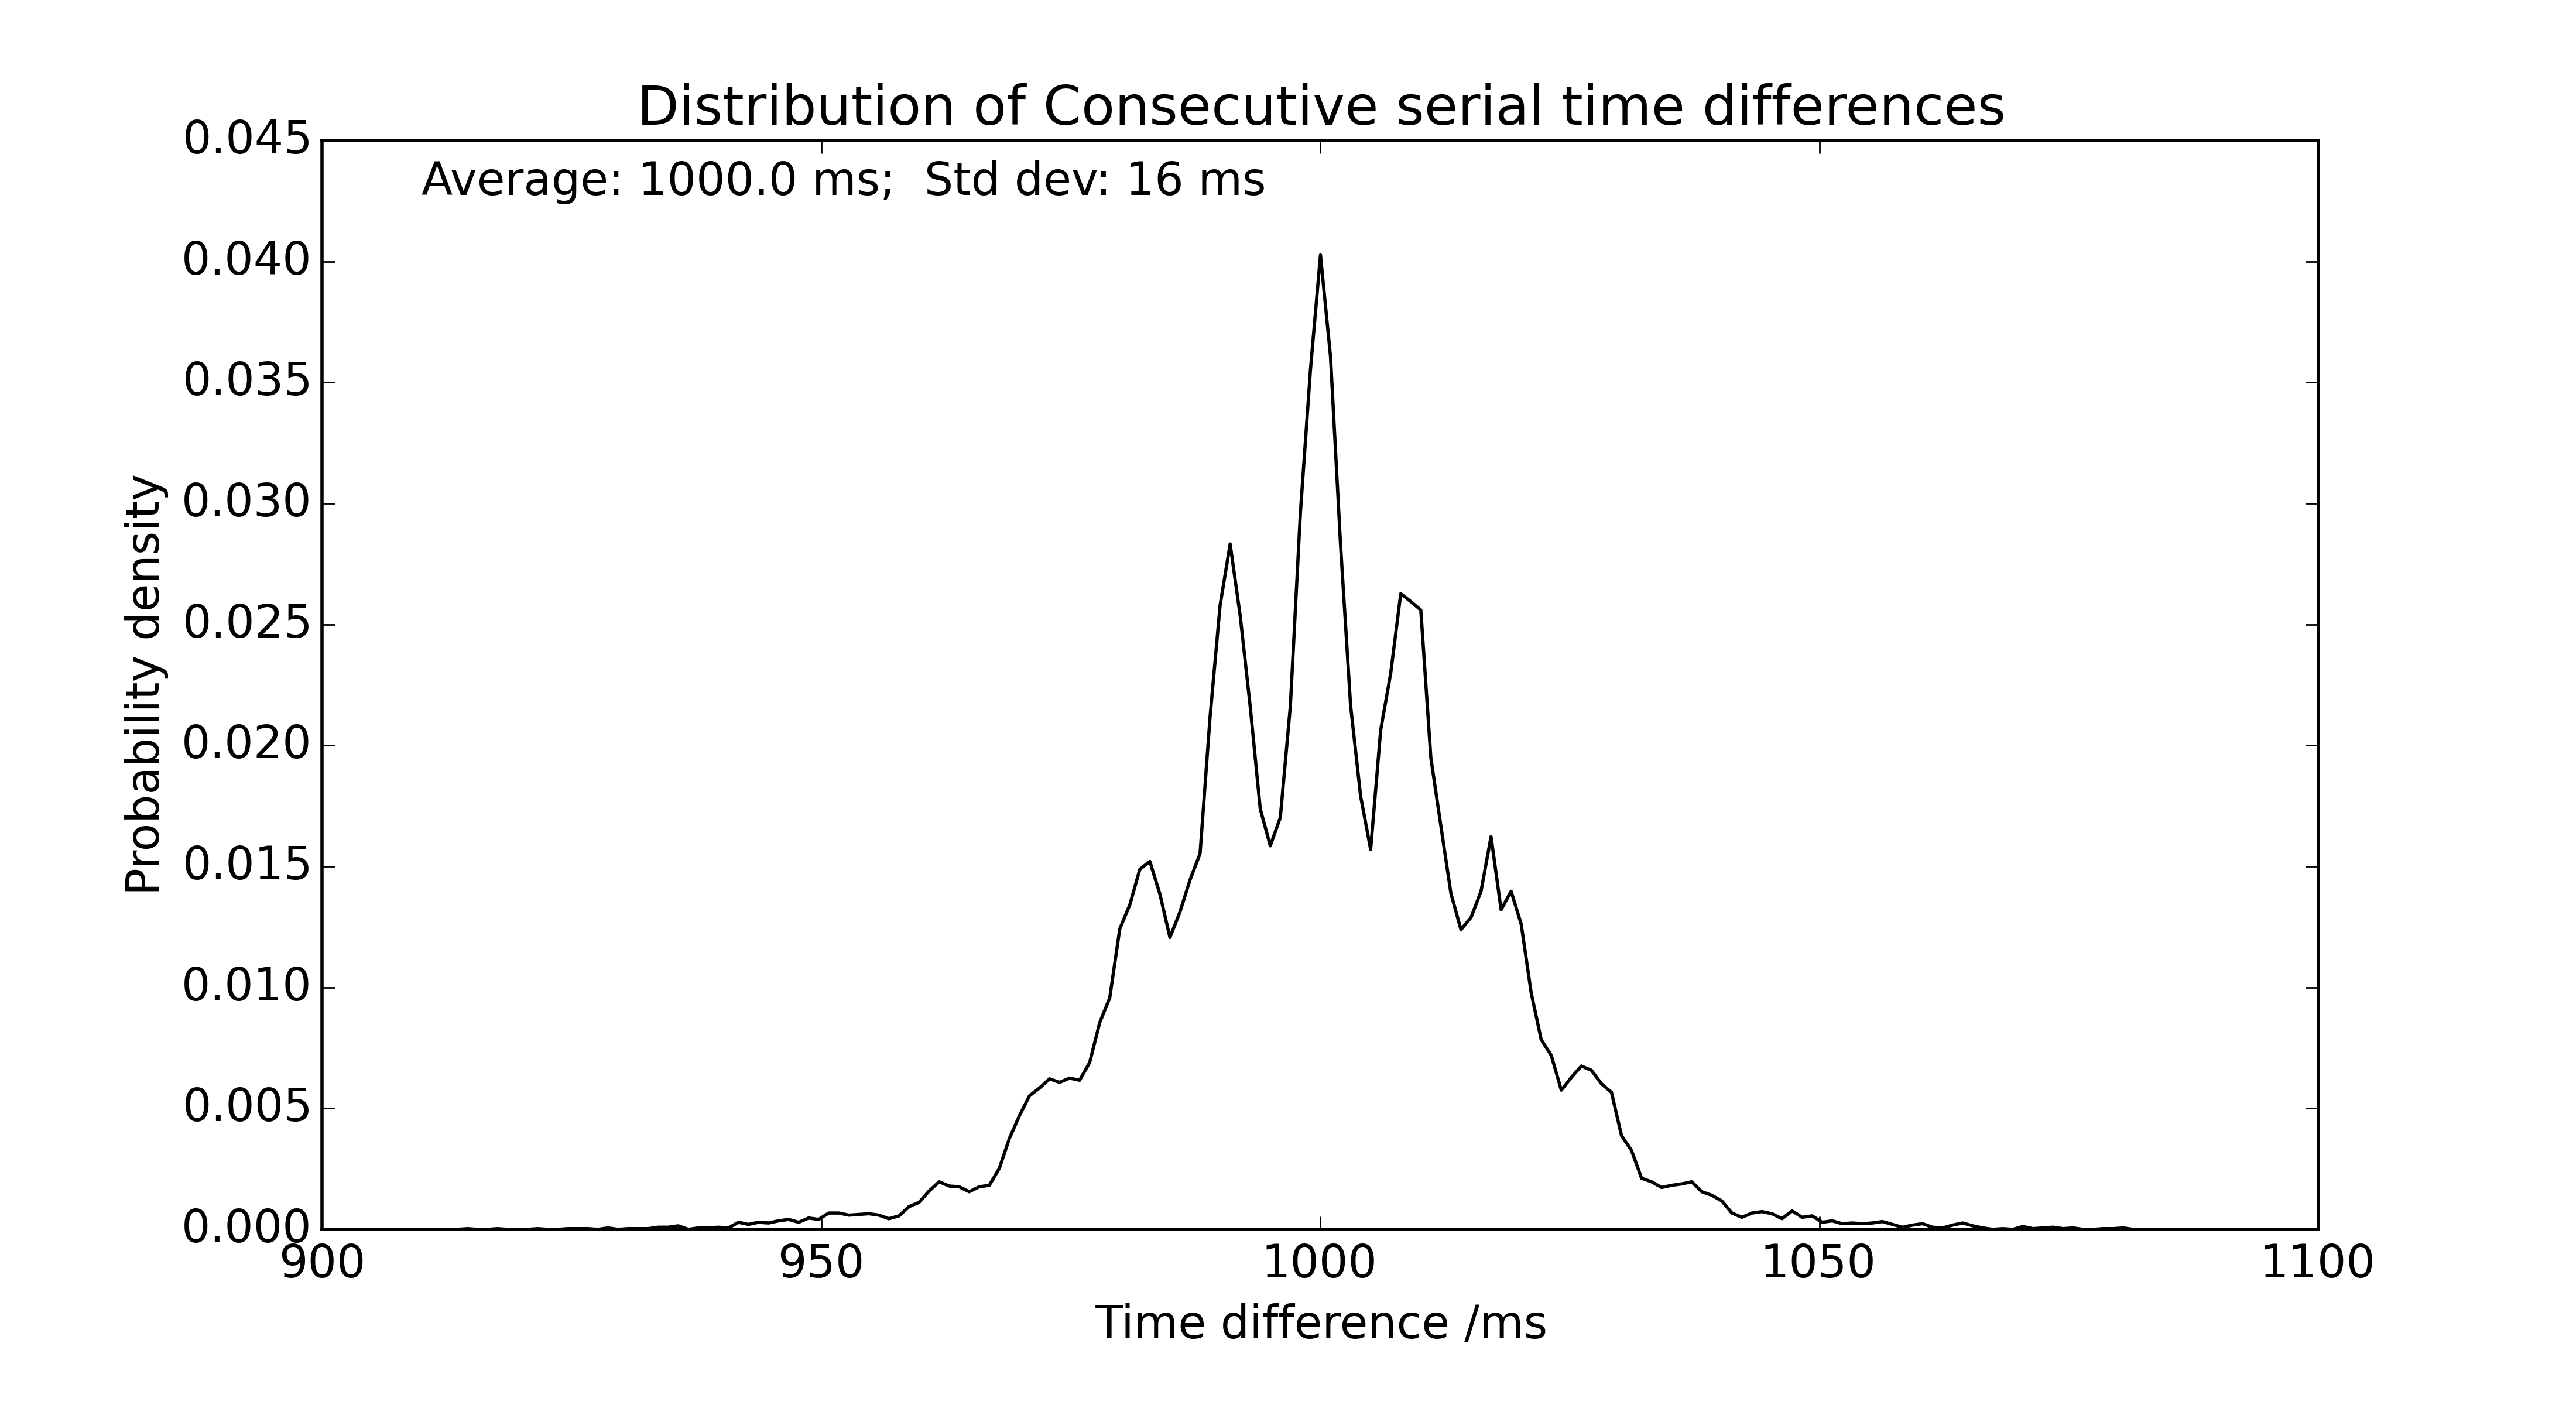 Distribution of Consecutive serial time differences
Average: 1000.0 ms;  Std dev: 16 ms
0.045
0.040
0.035
0.030
0.025
0.020
0.015
0.010
0.005
0.000
Probability density
900 950 1000 1050 1100
Time difference /ms